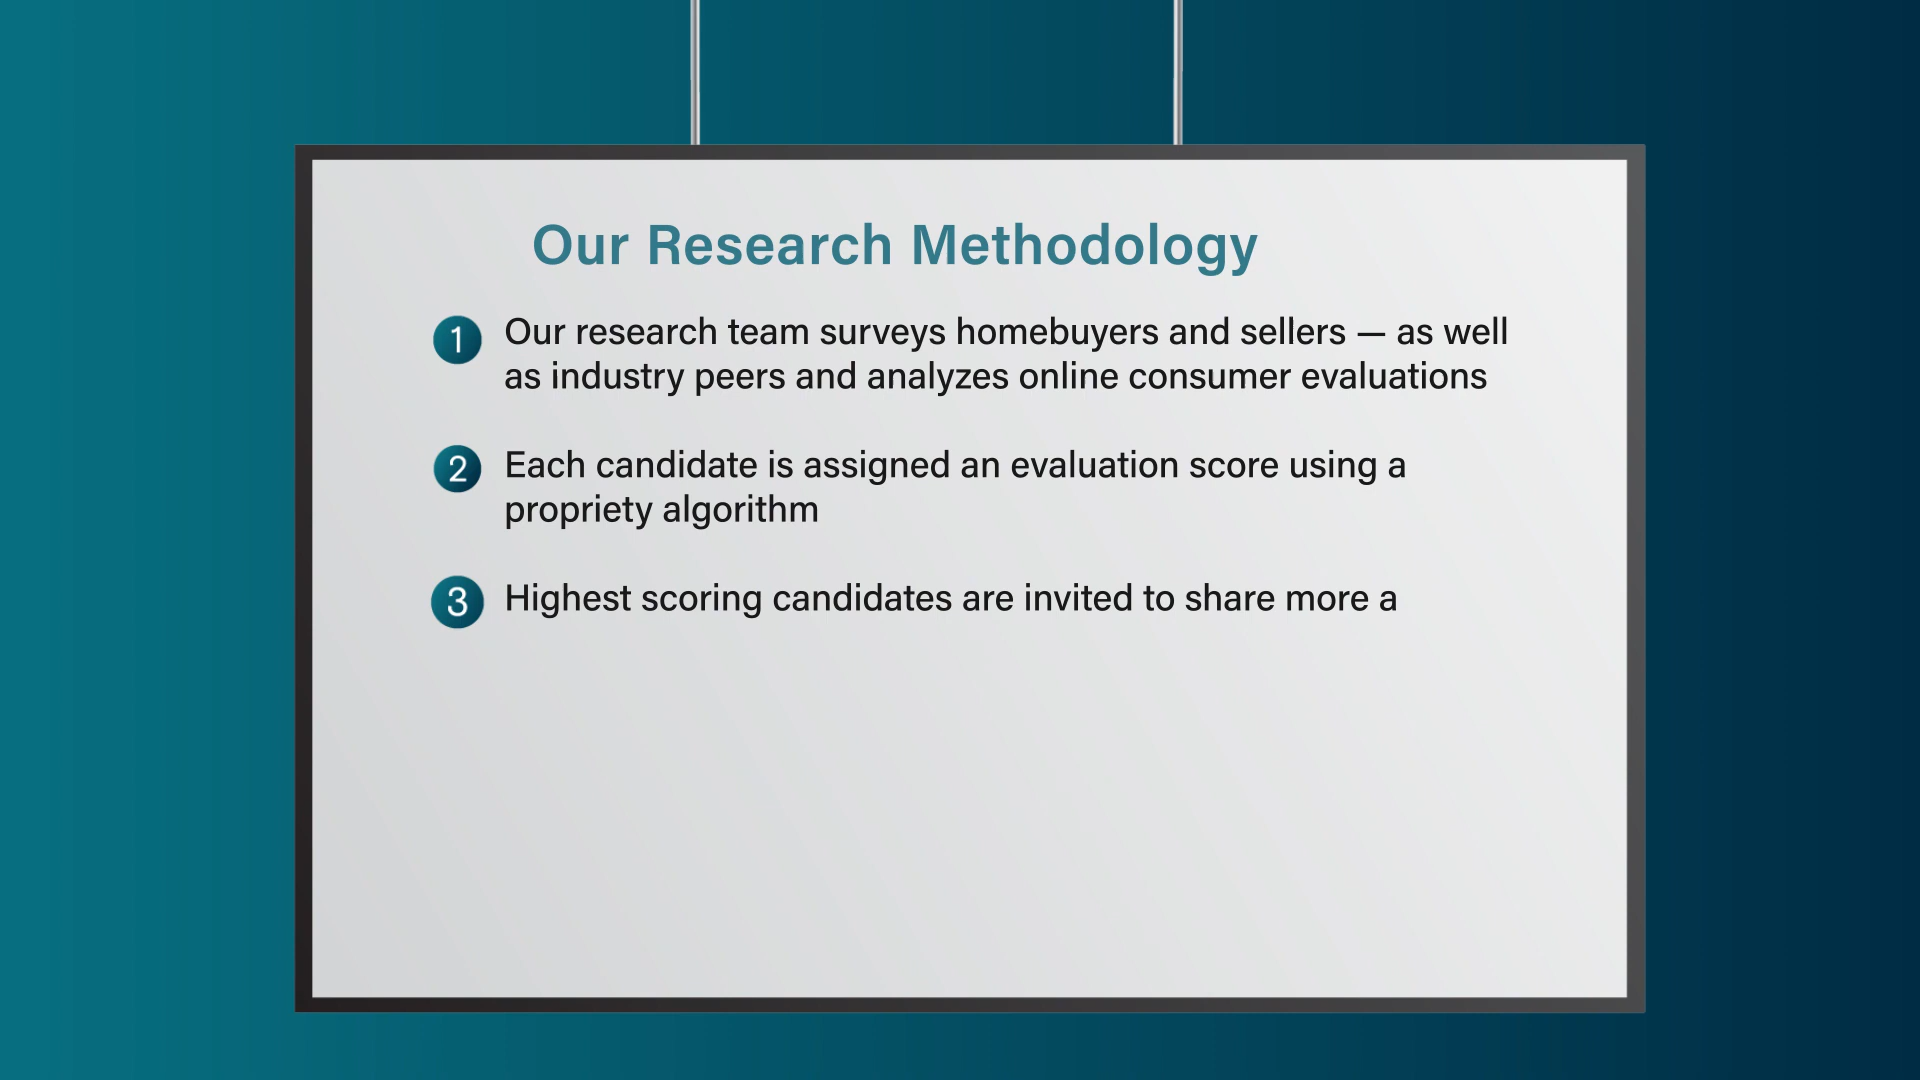 Our Research Methodology
1 Our research team surveys homebuyers and sellers — as well
as industry peers and analyzes online consumer evaluations
2 Each candidate is assigned an evaluation score using a
propriety algorithm
3 Highest scoring candidates are invited to share more a